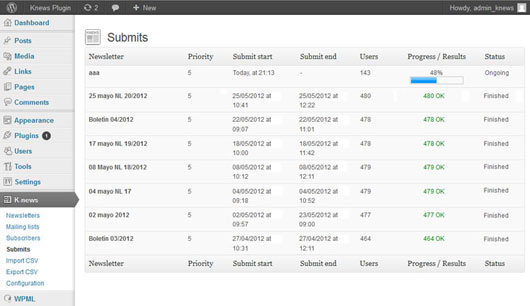 Knews Plugin 2 + New Howdy, admin_knews
Dashboard
Posts
Media
Links
Pages
Comments
Appearance
Plugins 1
Users
Tools
Settings
K news
Newsletters
Mailing lists
Subscribers
Submits
Import CSV
Export CSV
Configuration
WPML
KNEWS Submits
Newsletter Priority Submit start Submit end Users Progress / Results Status
aaa 5 Today, at 21:13 - 143 48% Ongoing
25 mayo NL 20/2012 5 25/05/2012 at 10:41 25/05/2012 at 12:22 480 480 OK Finished
Boletin 04/2012 5 22/05/2012 at 09:07 22/05/2012 at 11:01 478 478 OK Finished
17 mayo NL 19/2012 5 18/05/2012 at 10:00 18/05/2012 at 11:42 478 478 OK Finished
08 Mayo NL 18/2012 5 08/05/2012 at 10:12 08/05/2012 at 12:11 479 479 OK Finished
04 mayo NL 17 5 04/05/2012 at 09:18 04/05/2012 at 10:52 479 479 OK Finished
02 mayo 2012 5 02/05/2012 at 09:57 23/05/2012 at 09:00 477 477 OK Finished
Boletin 03/2012 5 27/04/2012 at 10:31 27/04/2012 at 12:11 464 464 OK Finished
Newsletter Priority Submit start Submit end Users Progress / Results Status